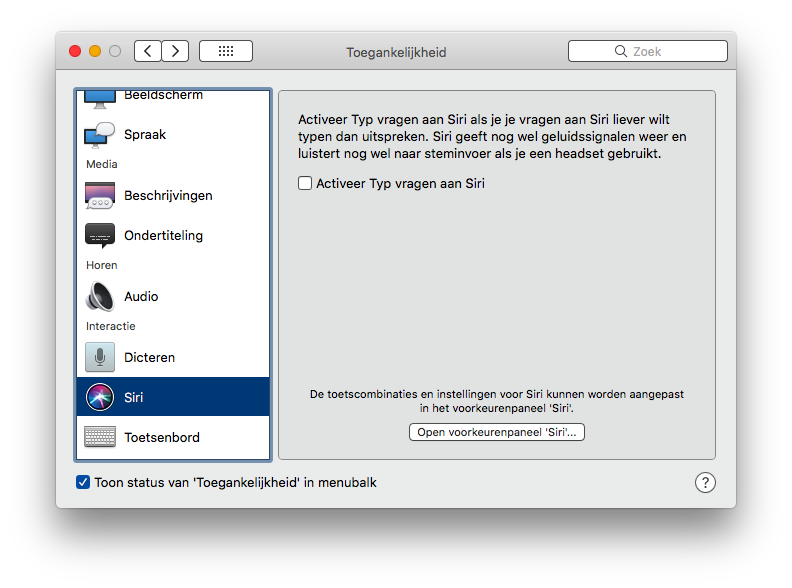 Toegankelijkheid
Zoek
Beeldscherm
Spraak
Media
Beschrijvingen
Ondertiteling
Horen
Audio
Interactie
Dicteren
Siri
Toetsenbord
Activeer Typ vragen aan Siri als je je vragen aan Siri liever wilt
typen dan uitspreken. Siri geeft nog wel geluidssignalen weer en
luistert nog wel naar steminvoer als je een headset gebruikt.
Activeer Typ vragen aan Siri
De toetscombinaties en instellingen voor Siri kunnen worden aangepast
in het voorkeurenpaneel 'Siri'.
Open voorkeurenpaneel 'Siri'...
Toon status van 'Toegankelijkheid' in menubalk
?